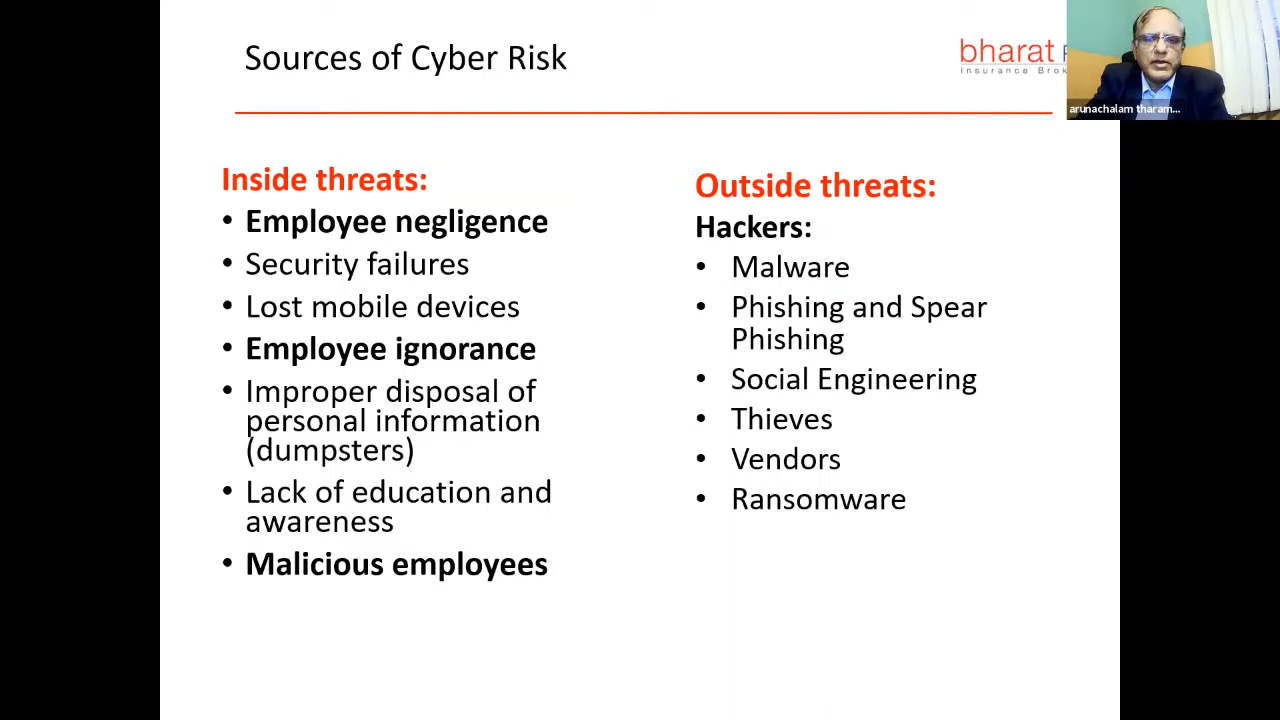 Sources of Cyber Risk
bharat
Insurance Brok
arunachalam tharam...
Inside threats:
• Employee negligence
• Security failures
• Lost mobile devices
• Employee ignorance
• Improper disposal of
personal information
(dumpsters)
• Lack of education and
awareness
• Malicious employees
Outside threats:
Hackers:
• Malware
• Phishing and Spear
Phishing
• Social Engineering
• Thieves
• Vendors
• Ransomware